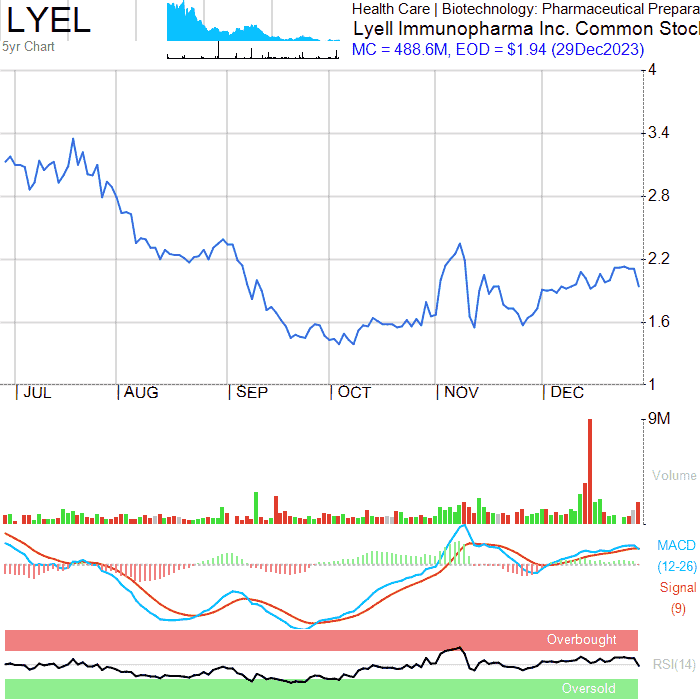 LYEL
5yr Chart
Health Care | Biotechnology: Pharmaceutical Prepara
Lyell Immunopharma Inc. Common Stoc
MC = 488.6M, EOD = $1.94 (29Dec2023)
4
3.4
2.8
2.2
1.6
1
| JUL | AUG | SEP | OCT | NOV | DEC
9M
Volume
MACD
(12-26)
Signal
(9)
Overbought
RSI(14)
Oversold